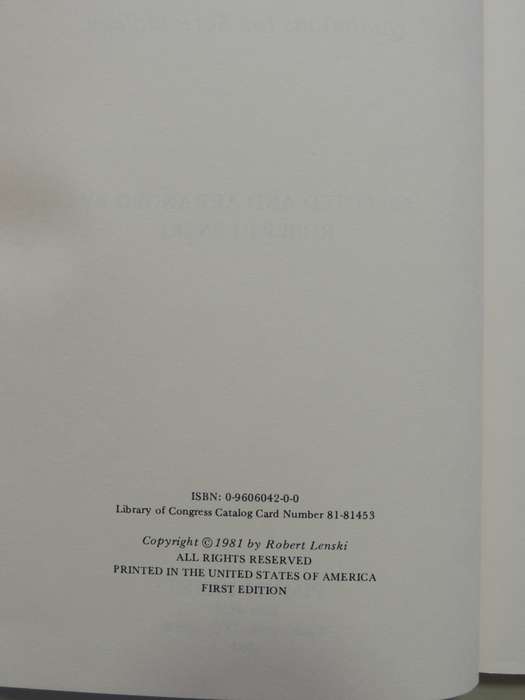 ISBN: 0-9606042-0-0
Library of Congress Catalog Card Number 81-81453
Copyright © 1981 by Robert Lenski
ALL RIGHTS RESERVED
PRINTED IN THE UNITED STATES OF AMERICA
FIRST EDITION